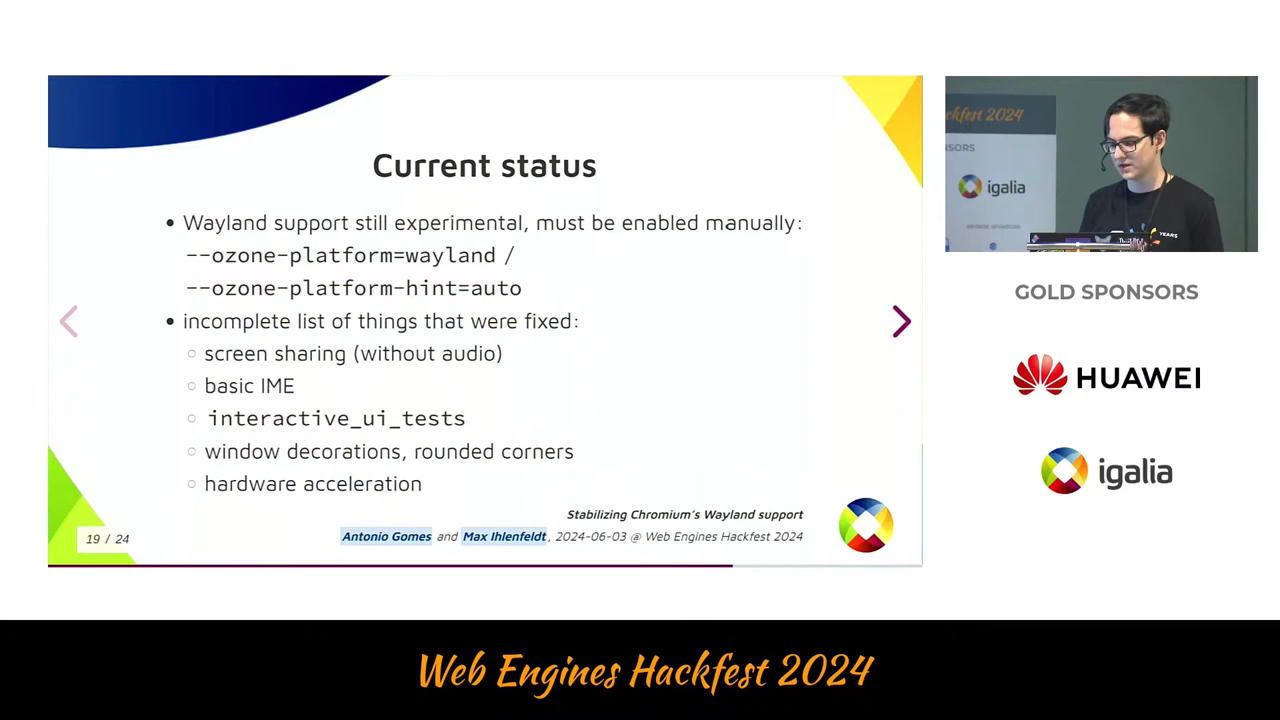 Current status
• Wayland support still experimental, must be enabled manually:
--ozone-platform=wayland /
--ozone-platform-hint=auto
• incomplete list of things that were fixed:
○ screen sharing (without audio)
○ basic IME
○ interactive_ui_tests
○ window decorations, rounded corners
○ hardware acceleration
Stabilizing Chromium's Wayland support
Antonio Gomes and Max Ihlenfeldt, 2024-06-03 @ Web Engines Hackfest 2024
19 / 24
ckfest 2024
SORS
igalia
YEARS
GOLD SPONSORS
HUAWEI
igalia
Web Engines Hackfest 2024